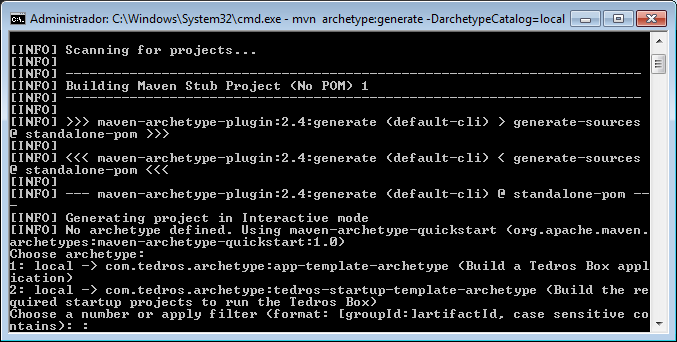 Administrador: C:\Windows\System32\cmd.exe - mvn  archetype:generate -DarchetypeCatalog=local
[INFO] Scanning for projects...
[INFO]
[INFO] ------------------------------------------------------------------------
[INFO] Building Maven Stub Project (No POM) 1
[INFO] ------------------------------------------------------------------------
[INFO]
[INFO] >>> maven-archetype-plugin:2.4:generate (default-cli) > generate-sources
@ standalone-pom >>>
[INFO]
[INFO] <<< maven-archetype-plugin:2.4:generate (default-cli) < generate-sources
@ standalone-pom <<<
[INFO]
[INFO] --- maven-archetype-plugin:2.4:generate (default-cli) @ standalone-pom --
-
[INFO] Generating project in Interactive mode
[INFO] No archetype defined. Using maven-archetype-quickstart (org.apache.maven.
archetypes:maven-archetype-quickstart:1.0)
Choose archetype:
1: local -> com.tedros.archetype:app-template-archetype (Build a Tedros Box appl
ication)
2: local -> com.tedros.archetype:tedros-startup-template-archetype (Build the re
quired startup projects to run the Tedros Box)
Choose a number or apply filter (format: [groupId:]artifactId, case sensitive co
ntains): :